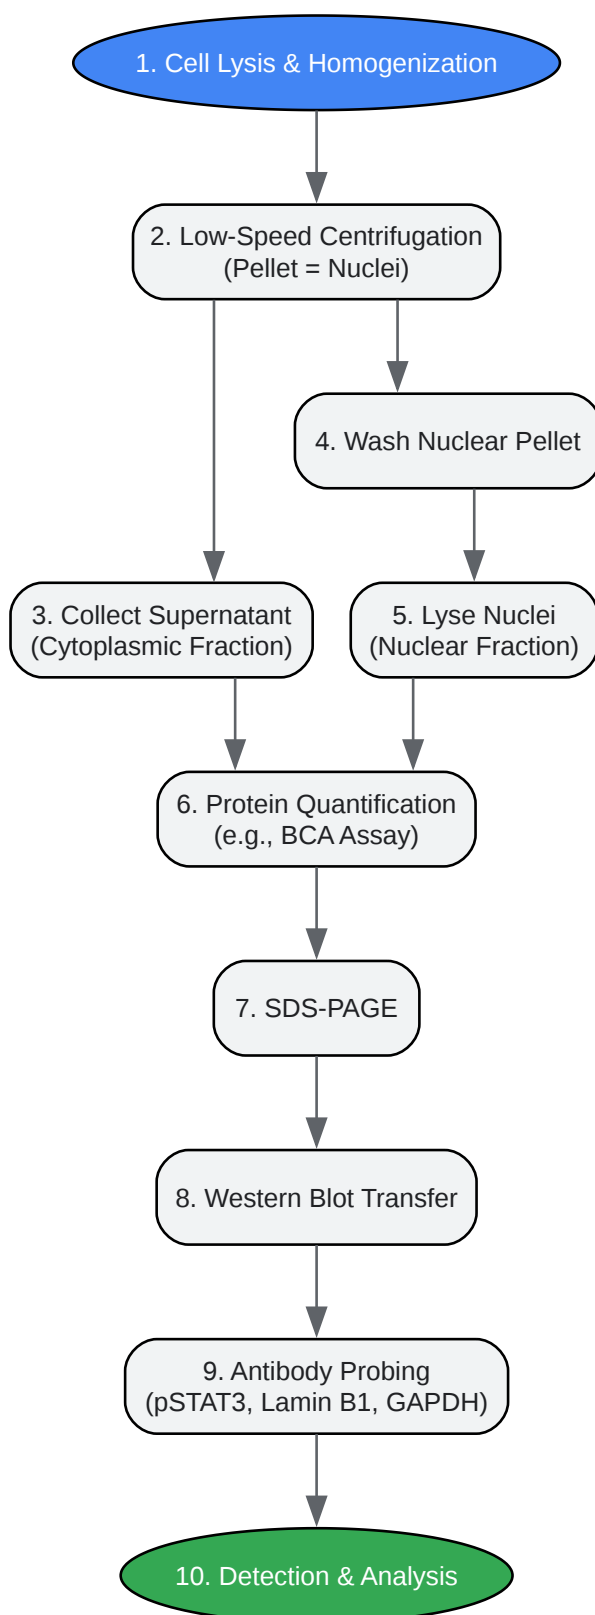 1. Cell Lysis & Homogenization
2. Low-Speed Centrifugation
(Pellet = Nuclei)
4. Wash Nuclear Pellet
3. Collect Supernatant
(Cytoplasmic Fraction)
5. Lyse Nuclei
(Nuclear Fraction)
6. Protein Quantification
(e.g., BCA Assay)
7. SDS-PAGE
8. Western Blot Transfer
9. Antibody Probing
(pSTAT3, Lamin B1, GAPDH)
10. Detection & Analysis